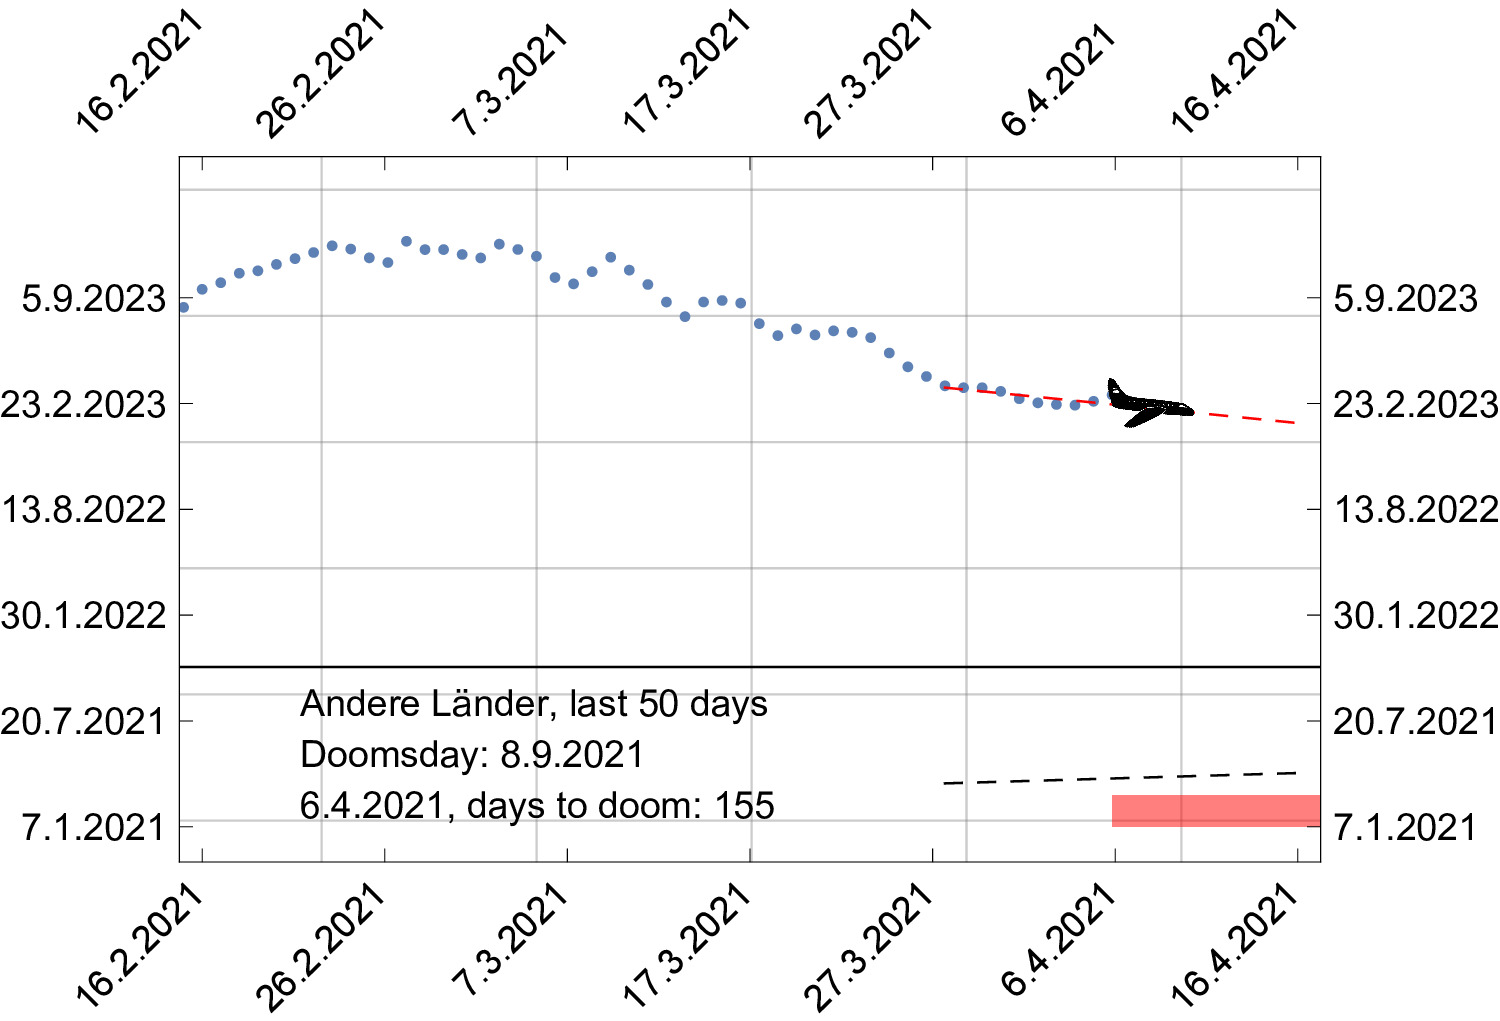 16.2.2021 26.2.2021 7.3.2021 17.3.2021 27.3.2021 6.4.2021 16.4.2021
5.9.2023 5.9.2023
23.2.2023 23.2.2023
13.8.2022 13.8.2022
30.1.2022 30.1.2022
Andere Länder, last 50 days
20.7.2021 20.7.2021
Doomsday: 8.9.2021
6.4.2021, days to doom: 155
7.1.2021 7.1.2021
16.2.2021 26.2.2021 7.3.2021 17.3.2021 27.3.2021 6.4.2021 16.4.2021